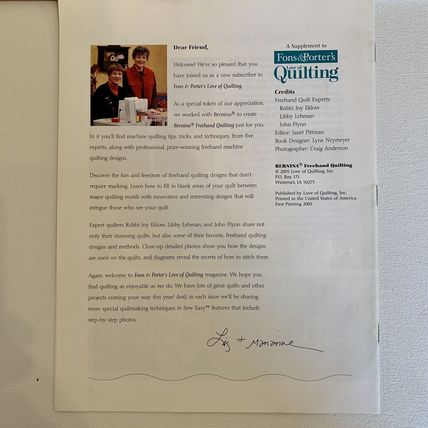 Dear Friend,
Welcome! We're so pleased that you
have joined us as a new subscriber to
Fons & Porter's Love of Quilting.
As a special token of our appreciation,
we worked with Bernina® to create
Bernina® Freehand Quilting just for you.
In it you'll find machine quilting tips, tricks, and techniques, from five
experts, along with professional, prize-winning freehand machine
quilting designs.
Discover the fun and freedom of freehand quilting designs that don't
require marking. Learn how to fill in blank areas of your quilt between
major quilting motifs with innovative and interesting designs that will
intrigue those who see your quilt.
Expert quilters Robbi Joy Eklow, Libby Lehman, and John Flynn share not
only their stunning quilts, but also some of their favorite, freehand quilting
designs and methods. Close-up detailed photos show you how the designs
are used on the quilts, and diagrams reveal the secrets of how to stitch them.
Again, welcome to Fons & Porter's Love of Quilting magazine. We hope you
find quilting as enjoyable as we do. We have lots of great quilts and other
projects coming your way this year! And, in each issue we'll be sharing
more special quiltmaking techniques in Sew Easy™ features that include
step-by-step photos.
Liz + Marianne
A Supplement to
Fons & Porter's
Love of
Quilting
Credits
Freehand Quilt Experts:
Robbi Joy Eklow
Libby Lehman
John Flynn
Editor: Janet Pittman
Book Designer: Lyne Neymeyer
Photographer: Craig Anderson
BERNINA® Freehand Quilting
© 2005 Love of Quilting, Inc.
P.O. Box 171
Winterset, IA 50273
Published by Love of Quilting, Inc.
Printed in the United States of America
First Printing 2005